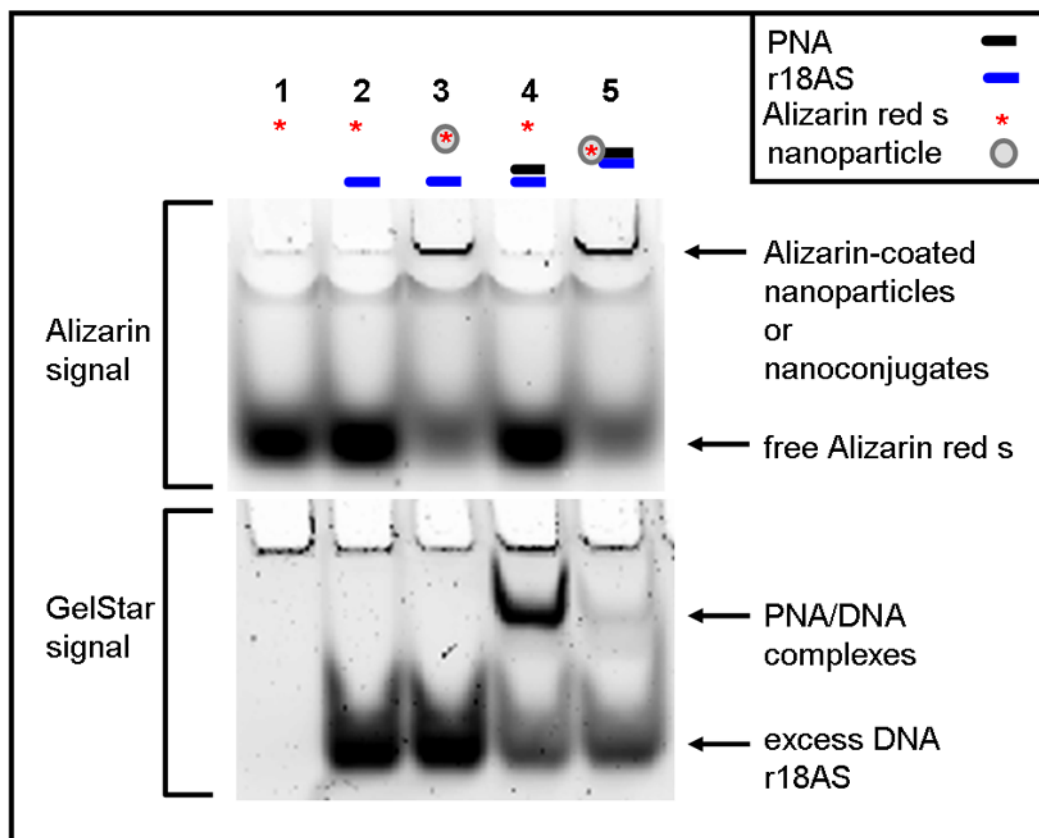 PNA
r18AS
Alizarin red s
nanoparticle
1 2 3 4 5
* * * * *
Alizarin
signal
Alizarin-coated
nanoparticles
or
nanoconjugates
free Alizarin red s
GelStar
signal
PNA/DNA
complexes
excess DNA
r18AS